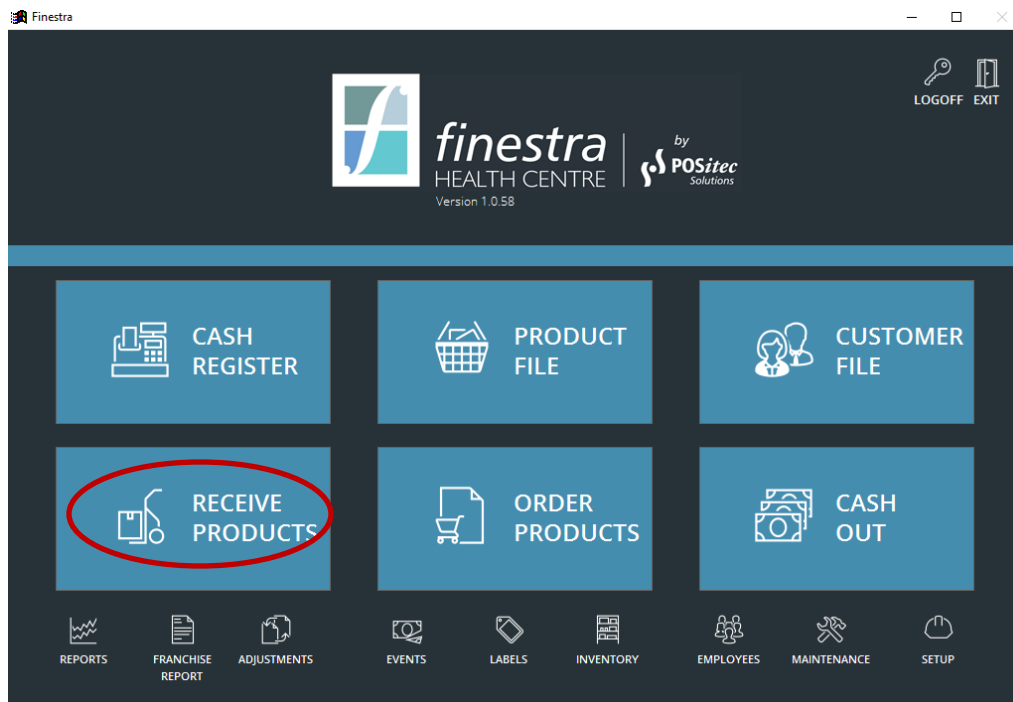 Finestra
LOGOFF EXIT
finestra
HEALTH CENTRE
by
POSitec
Solutions
Version 1.0.58
CASH
REGISTER
PRODUCT
FILE
CUSTOMER
FILE
RECEIVE
PRODUCTS
ORDER
PRODUCTS
CASH
OUT
REPORTS
FRANCHISE
REPORT
ADJUSTMENTS
EVENTS
LABELS
INVENTORY
EMPLOYEES
MAINTENANCE
SETUP